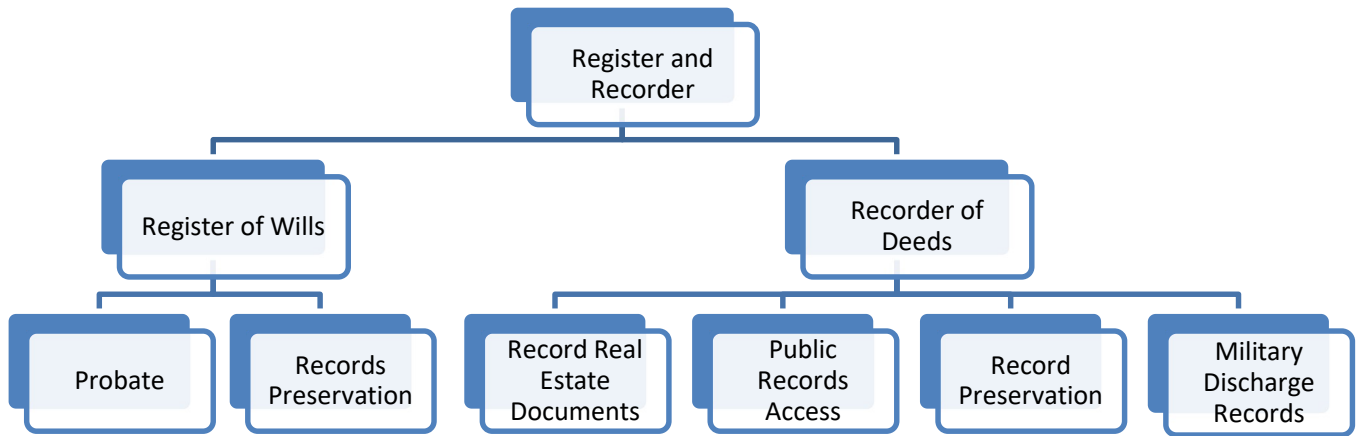 Register and
Recorder
Register of Wills
Recorder of
Deeds
Probate
Records
Preservation
Record Real
Estate
Documents
Public
Records
Access
Record
Preservation
Military
Discharge
Records